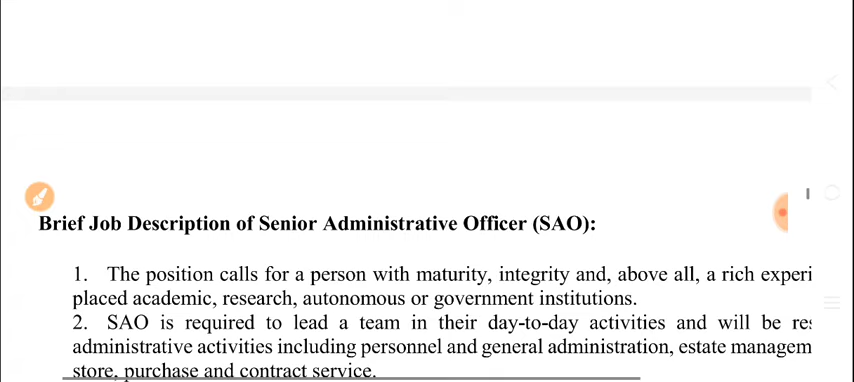 Brief Job Description of Senior Administrative Officer (SAO):
1. The position calls for a person with maturity, integrity and, above all, a rich
placed academic, research, autonomous or government institutions.
2. SAO is required to lead a team in their day-to-day activities and will be
administrative activities including personnel and general administration, estate
store, purchase and contract service.